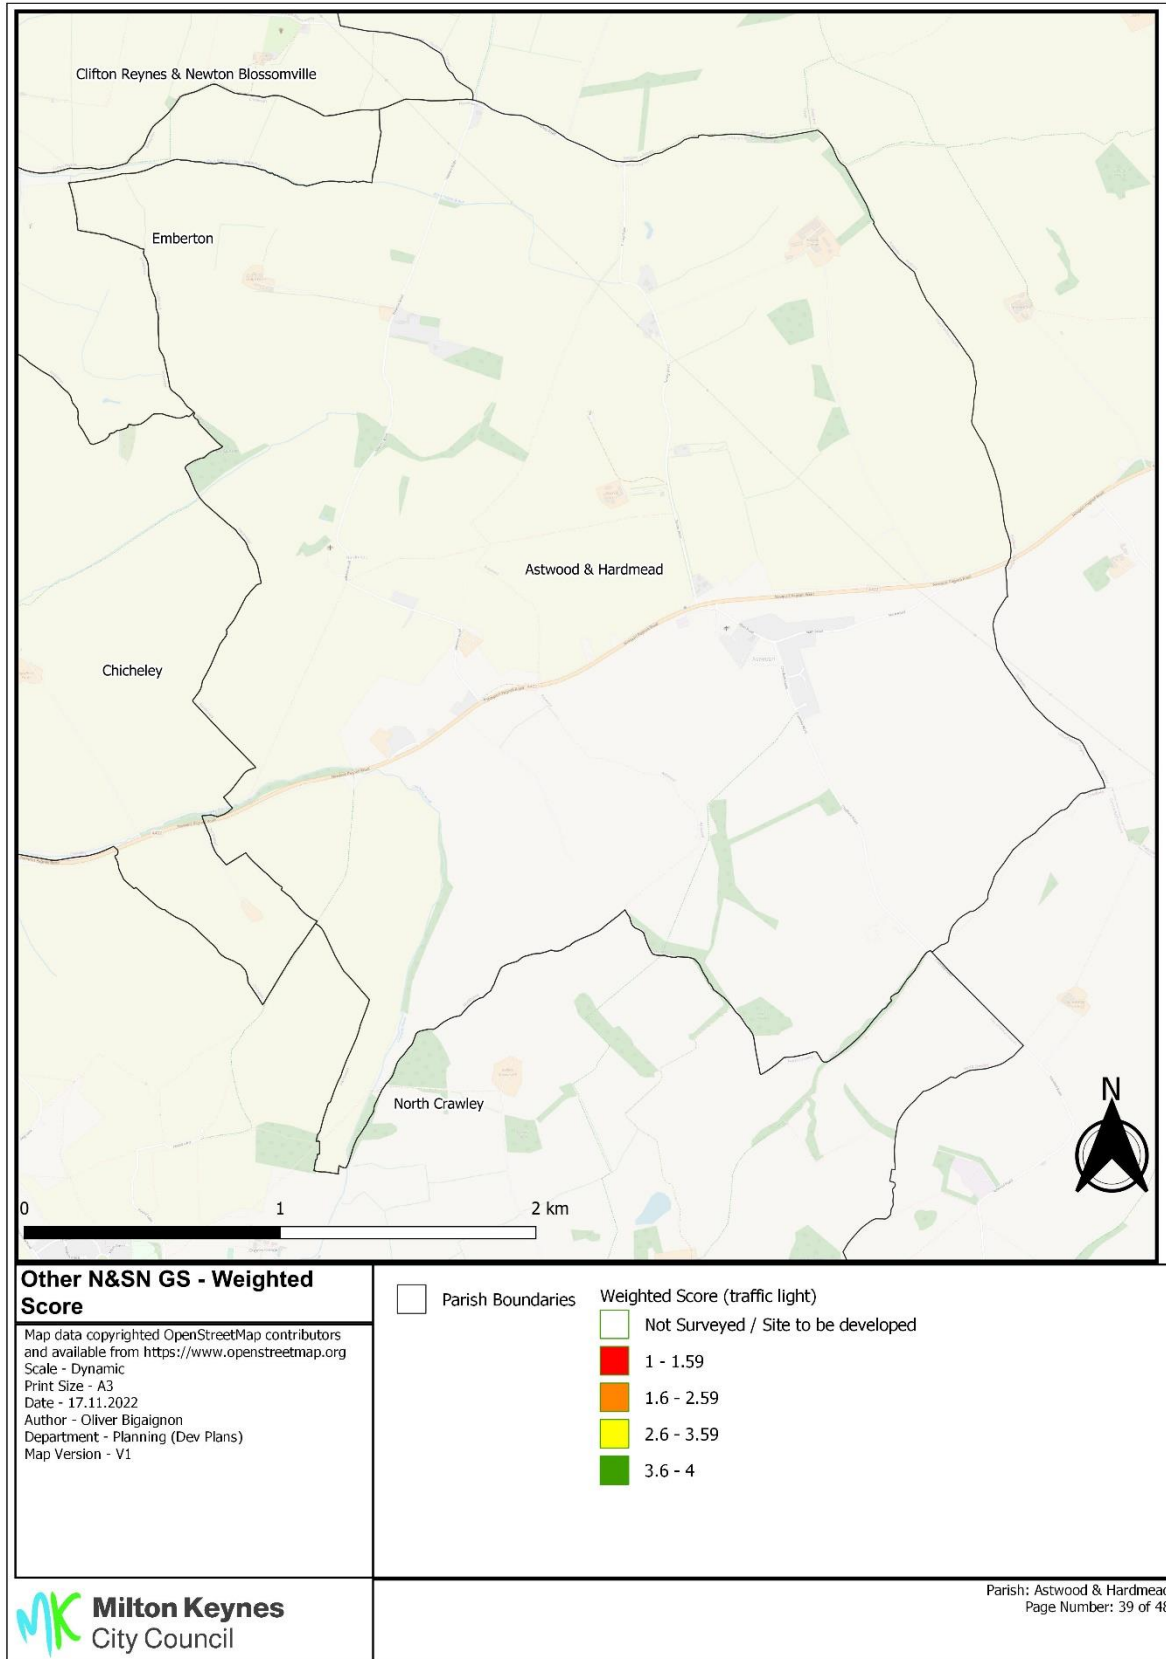 Clifton Reynes & Newton Blossomville
Emberton
Astwood & Hardmead
Chicheley
North Crawley
N
0 1 2 km
Other N&SN GS - Weighted
Score
Map data copyrighted OpenStreetMap contributors
and available from https://www.openstreetmap.org
Scale - Dynamic
Print Size - A3
Date - 17.11.2022
Author - Oliver Bigaignon
Department - Planning (Dev Plans)
Map Version - V1
Parish Boundaries
Weighted Score (traffic light)
Not Surveyed / Site to be developed
1 - 1.59
1.6 - 2.59
2.6 - 3.59
3.6 - 4
MK Milton Keynes
City Council
Parish: Astwood & Hardmead
Page Number: 39 of 48